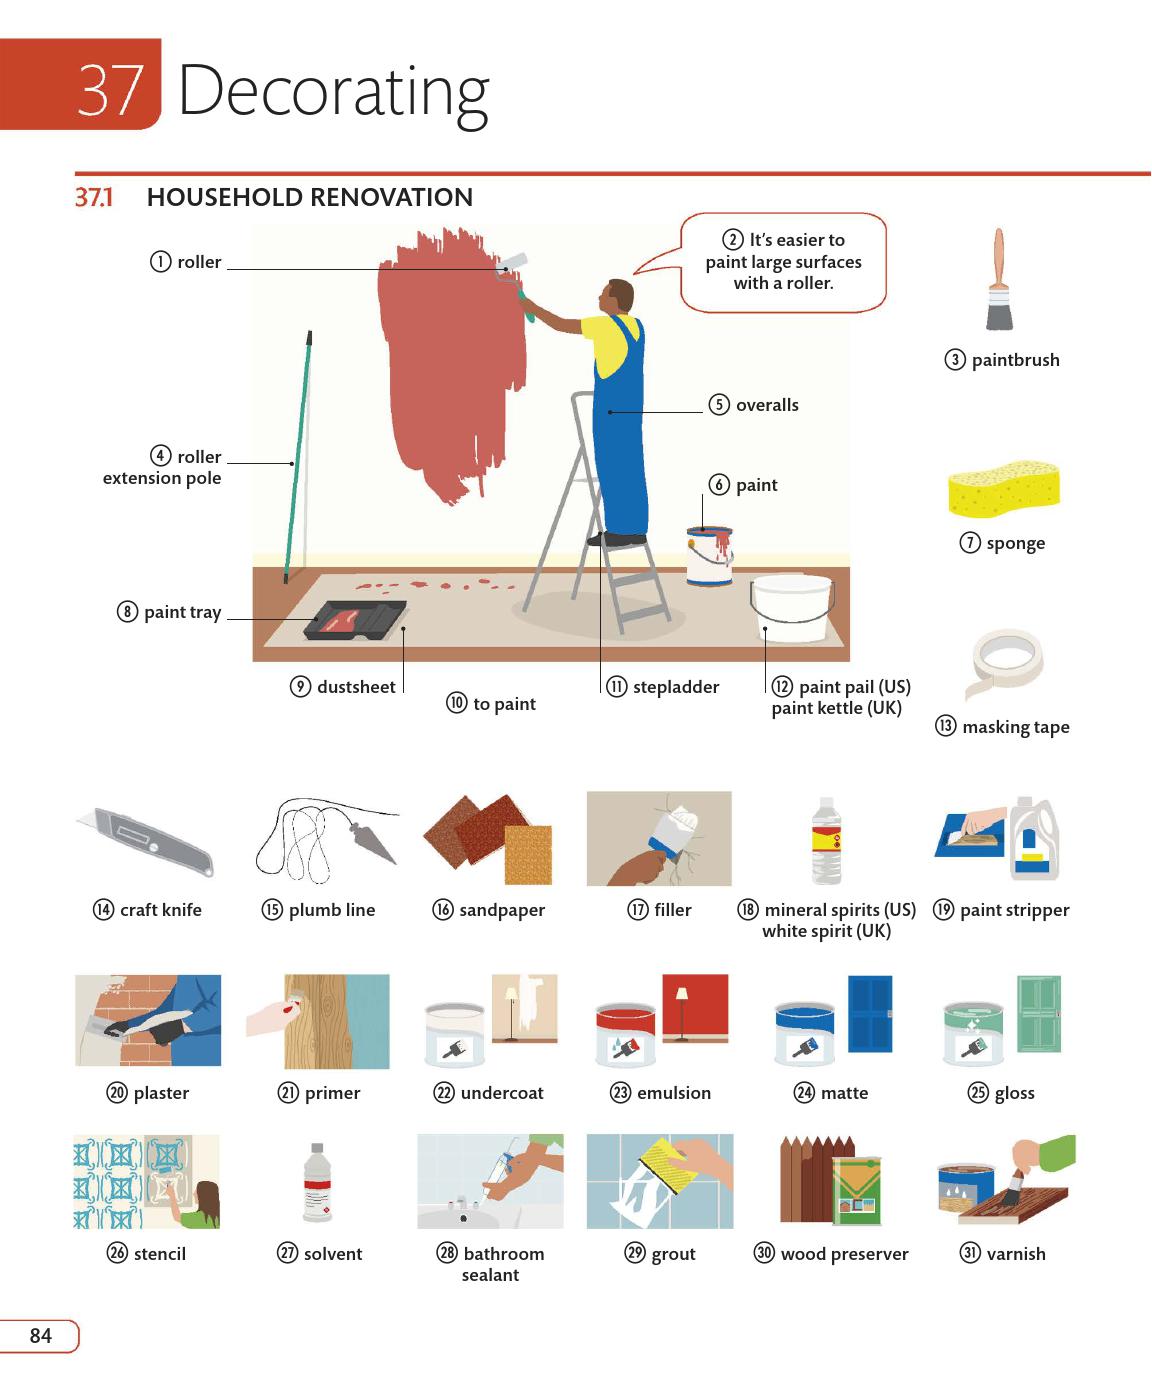 37 Decorating
37.1 HOUSEHOLD RENOVATION
① roller
② It's easier to
paint large surfaces
with a roller.
③ paintbrush
④ roller
extension pole
⑤ overalls
⑥ paint
⑦ sponge
⑧ paint tray
⑨ dustsheet
⑩ to paint
⑪ stepladder
⑫ paint pail (US)
paint kettle (UK)
⑬ masking tape
⑭ craft knife
⑮ plumb line
⑯ sandpaper
⑰ filler
⑱ mineral spirits (US)
white spirit (UK)
⑲ paint stripper
⑳ plaster
㉑ primer
㉒ undercoat
㉓ emulsion
㉔ matte
㉕ gloss
㉖ stencil
㉗ solvent
㉘ bathroom
sealant
㉙ grout
㉚ wood preserver
㉛ varnish
84